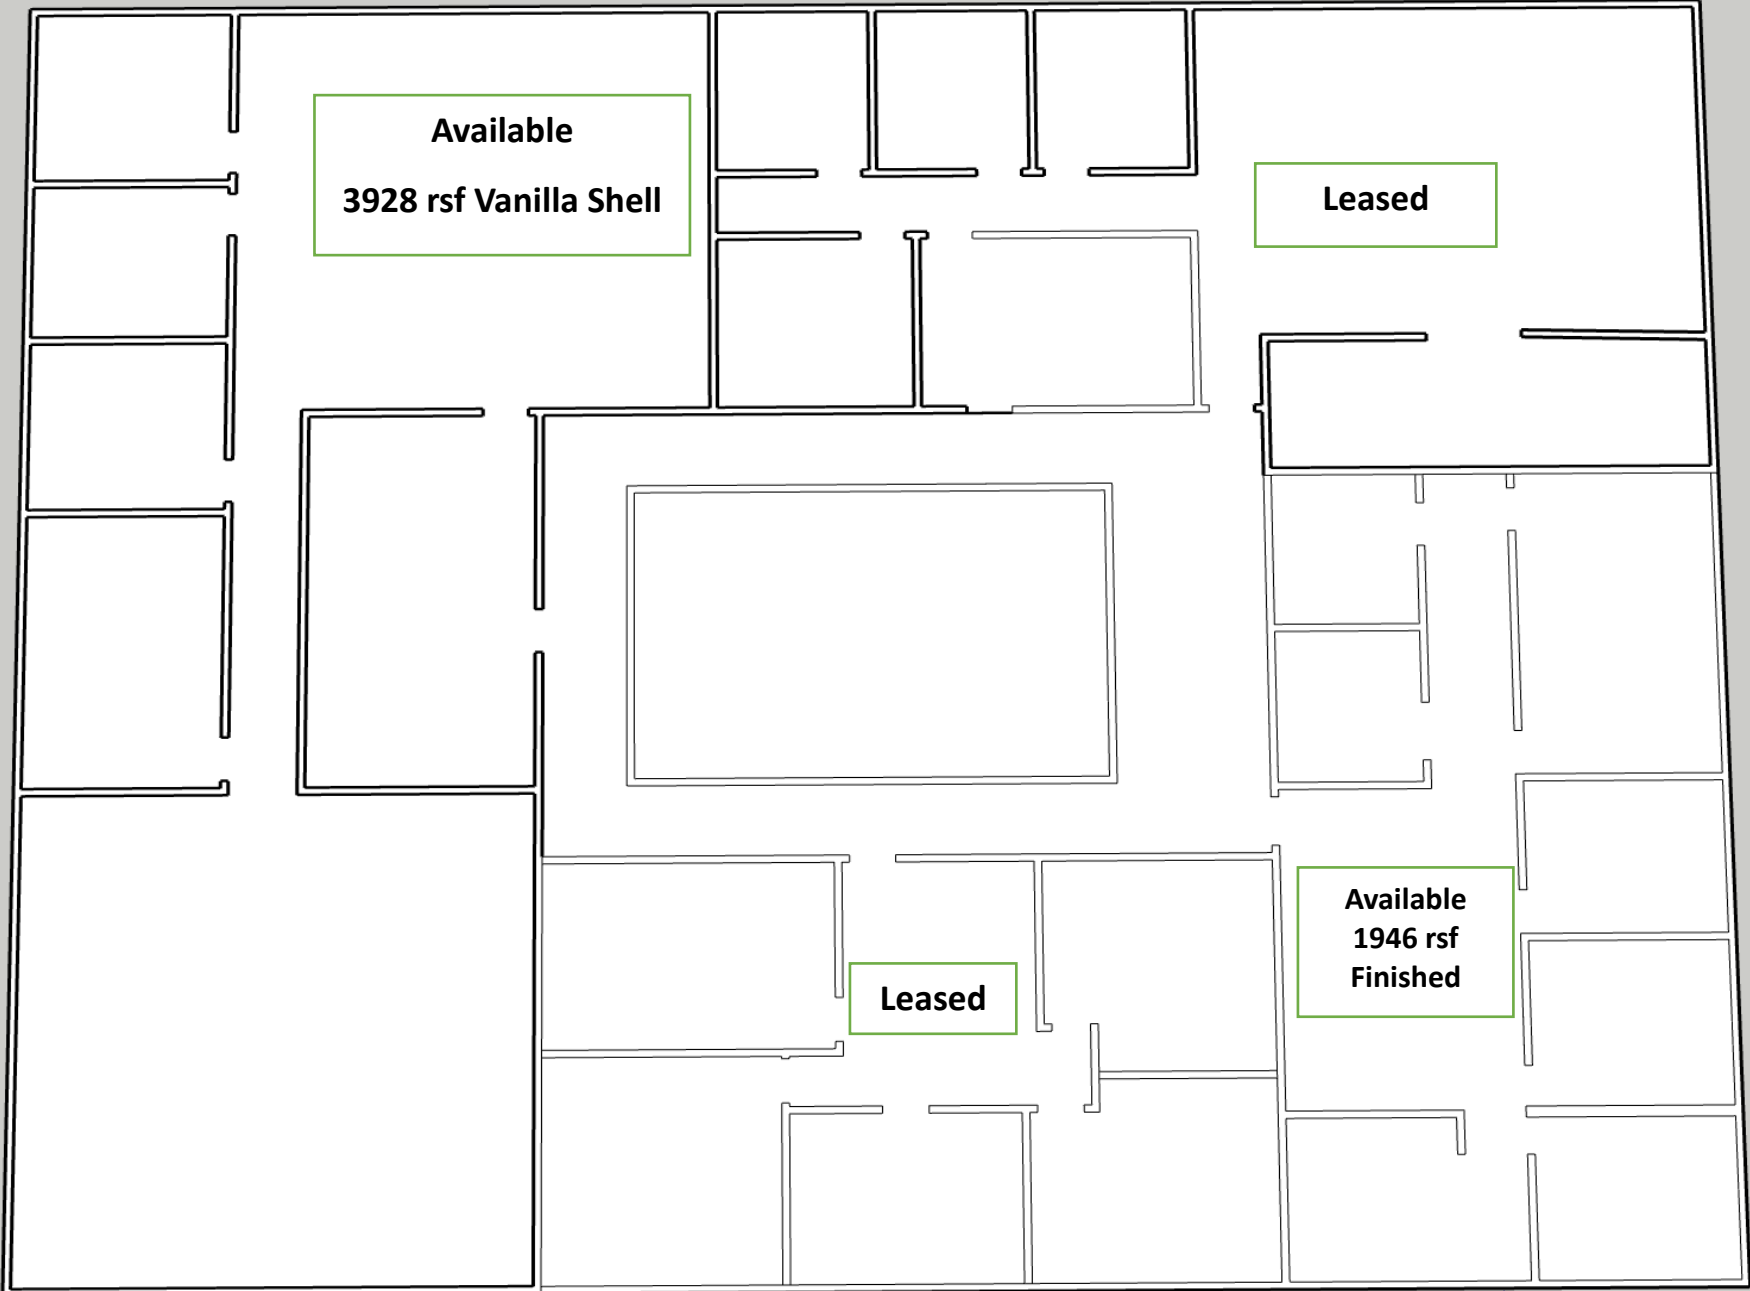 Available
3928 rsf Vanilla Shell
Leased
Available
1946 rsf
Finished
Leased